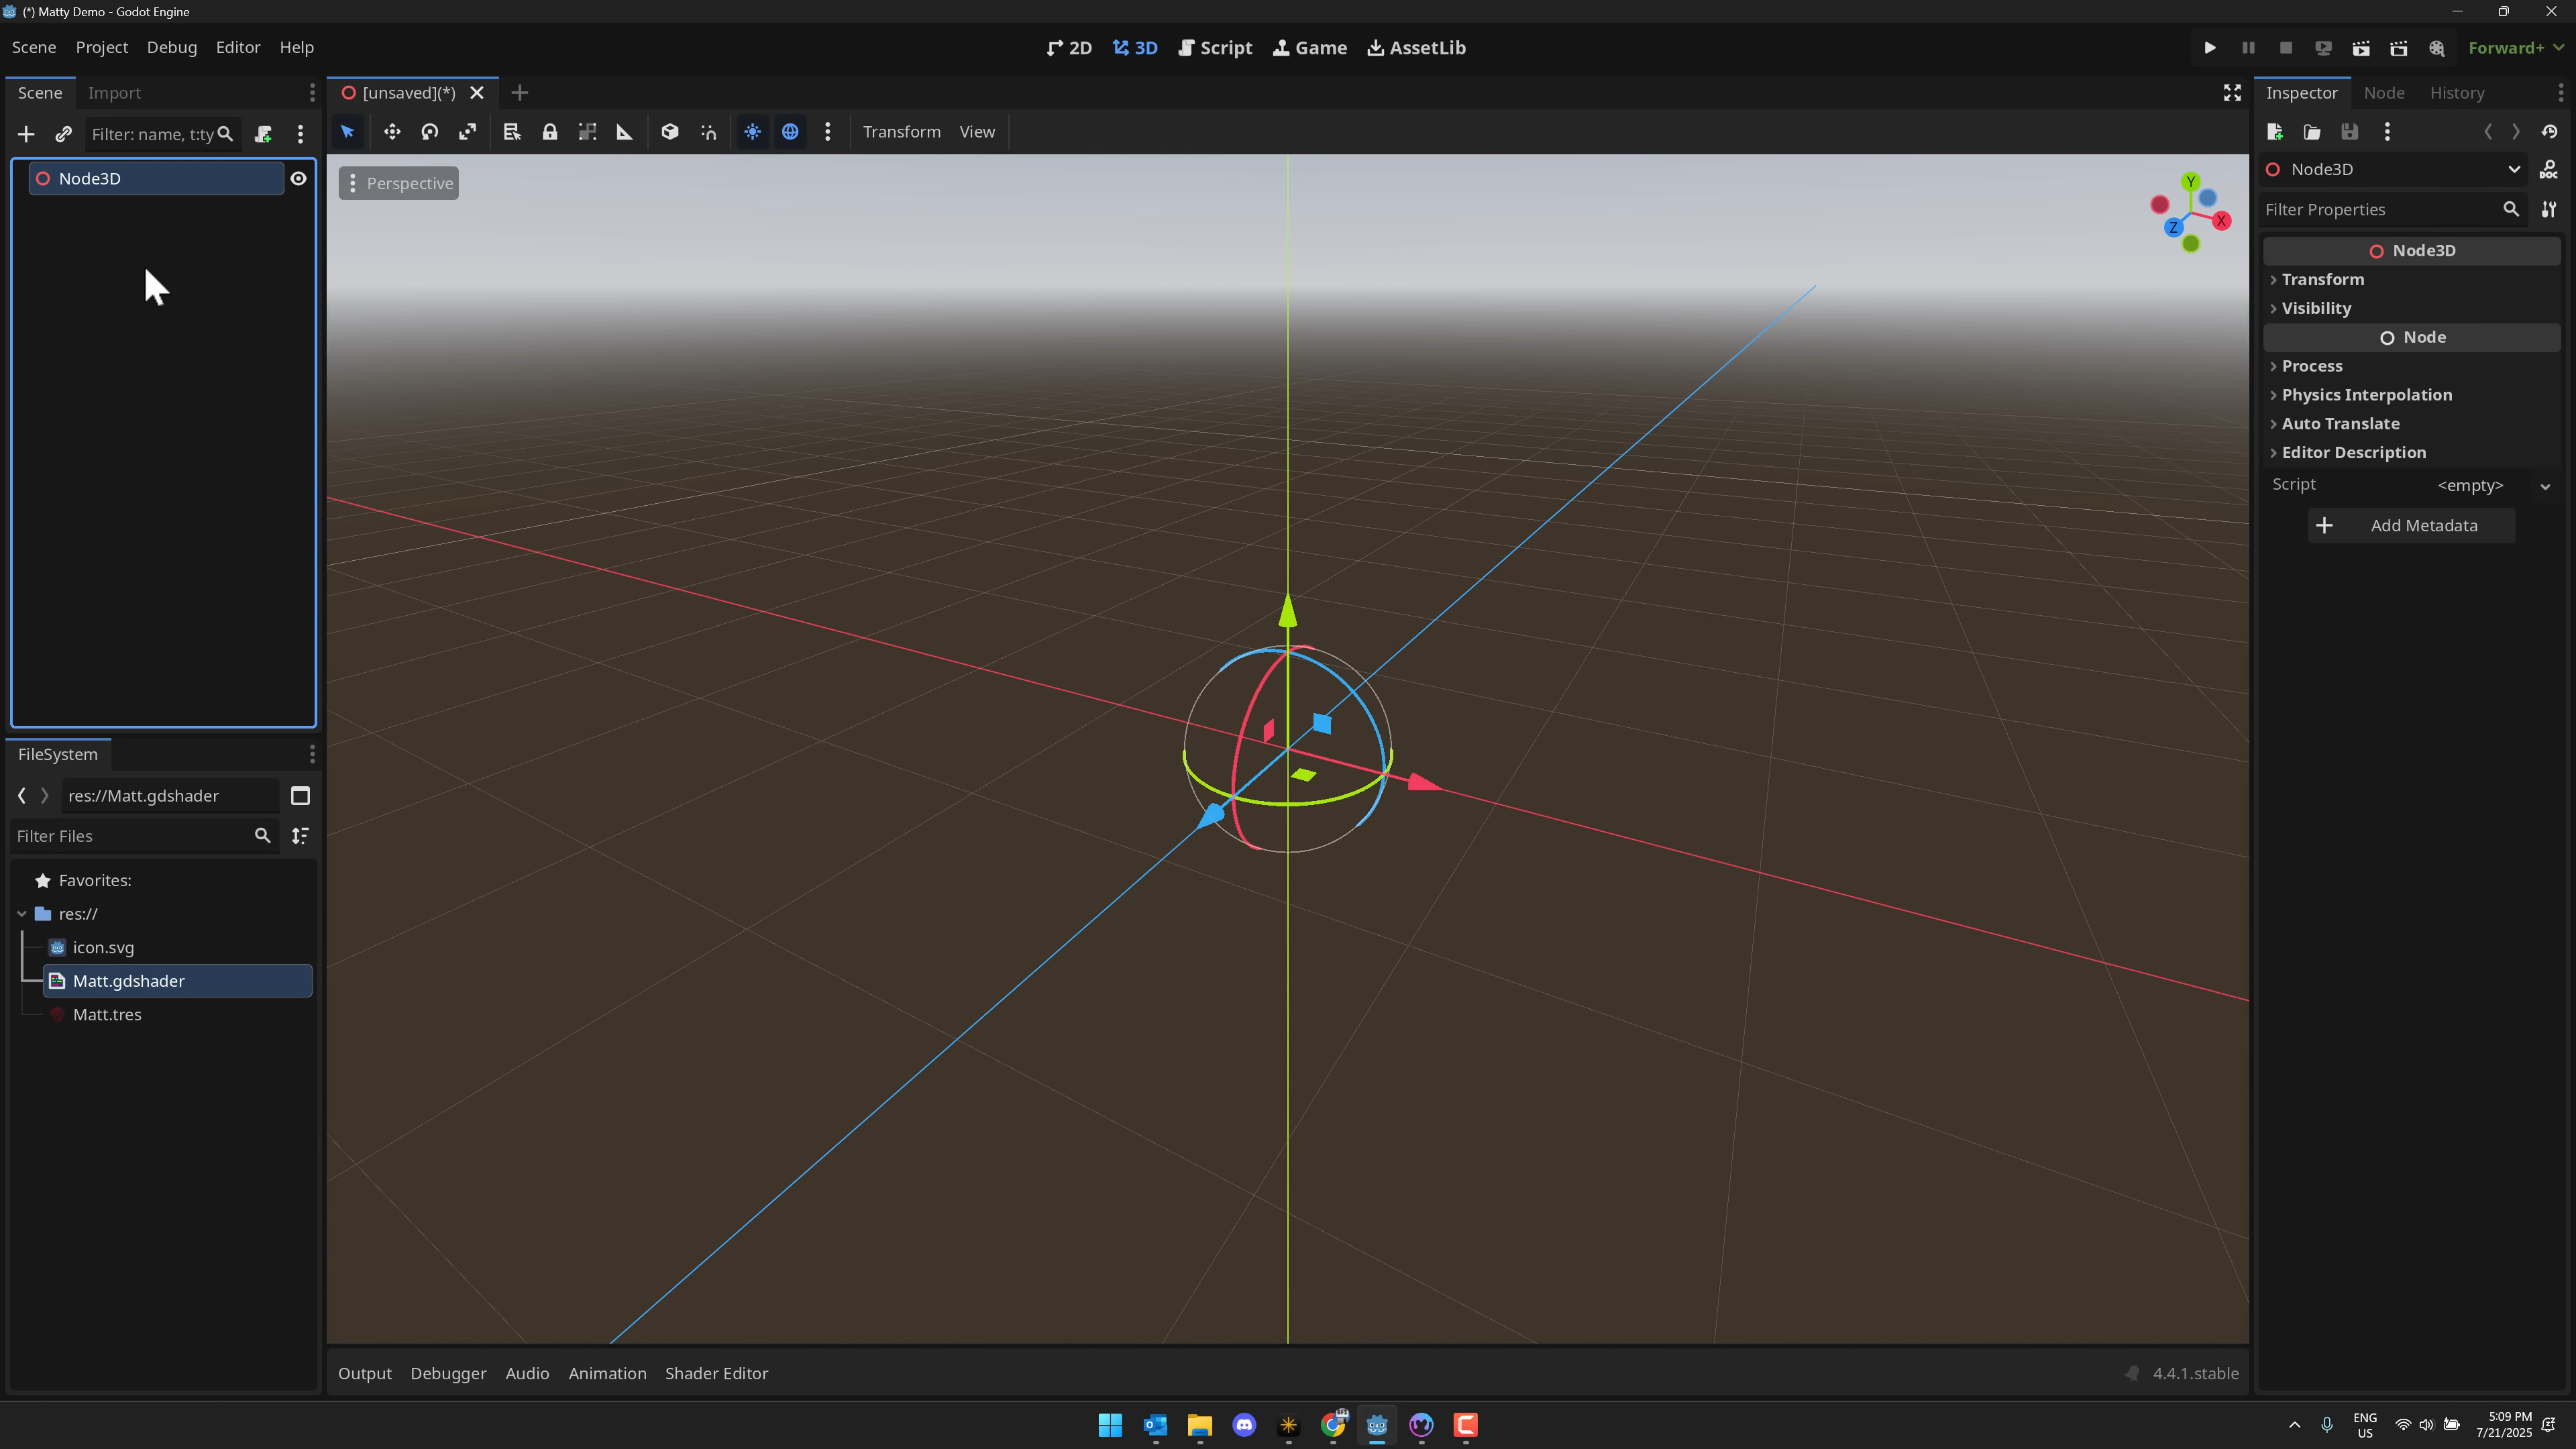 (*) Matty Demo - Godot Engine
Scene Project Debug Editor Help
2D 3D Script Game AssetLib
Forward+
Scene Import
[unsaved](*)
Inspector Node History
Filter: name, t:ty
Transform View
Node3D
Perspective
Y
X
Z
Node3D
DOC
Filter Properties
Node3D
Transform
Visibility
Node
Process
Physics Interpolation
Auto Translate
Editor Description
Script <empty>
Add Metadata
FileSystem
res://Matt.gdshader
Filter Files
Favorites:
res://
icon.svg
Matt.gdshader
Matt.tres
Output Debugger Audio Animation Shader Editor
4.4.1.stable
ENG
US
5:09 PM
7/21/2025